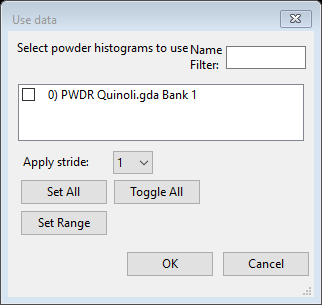 Use data
Select powder histograms to use Name
Filter:
0) PWDR Quinoli.gda Bank 1
Apply stride: 1
Set All Toggle All
Set Range
OK Cancel